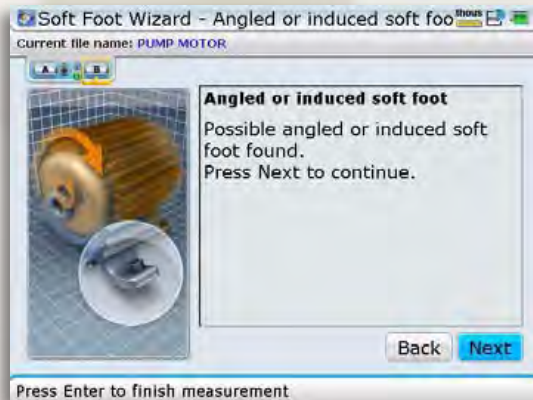 Soft Foot Wizard - Angled or induced soft foo thous
Current file name: PUMP MOTOR
A B
Angled or induced soft foot
Possible angled or induced soft
foot found.
Press Next to continue.
Back Next
Press Enter to finish measurement